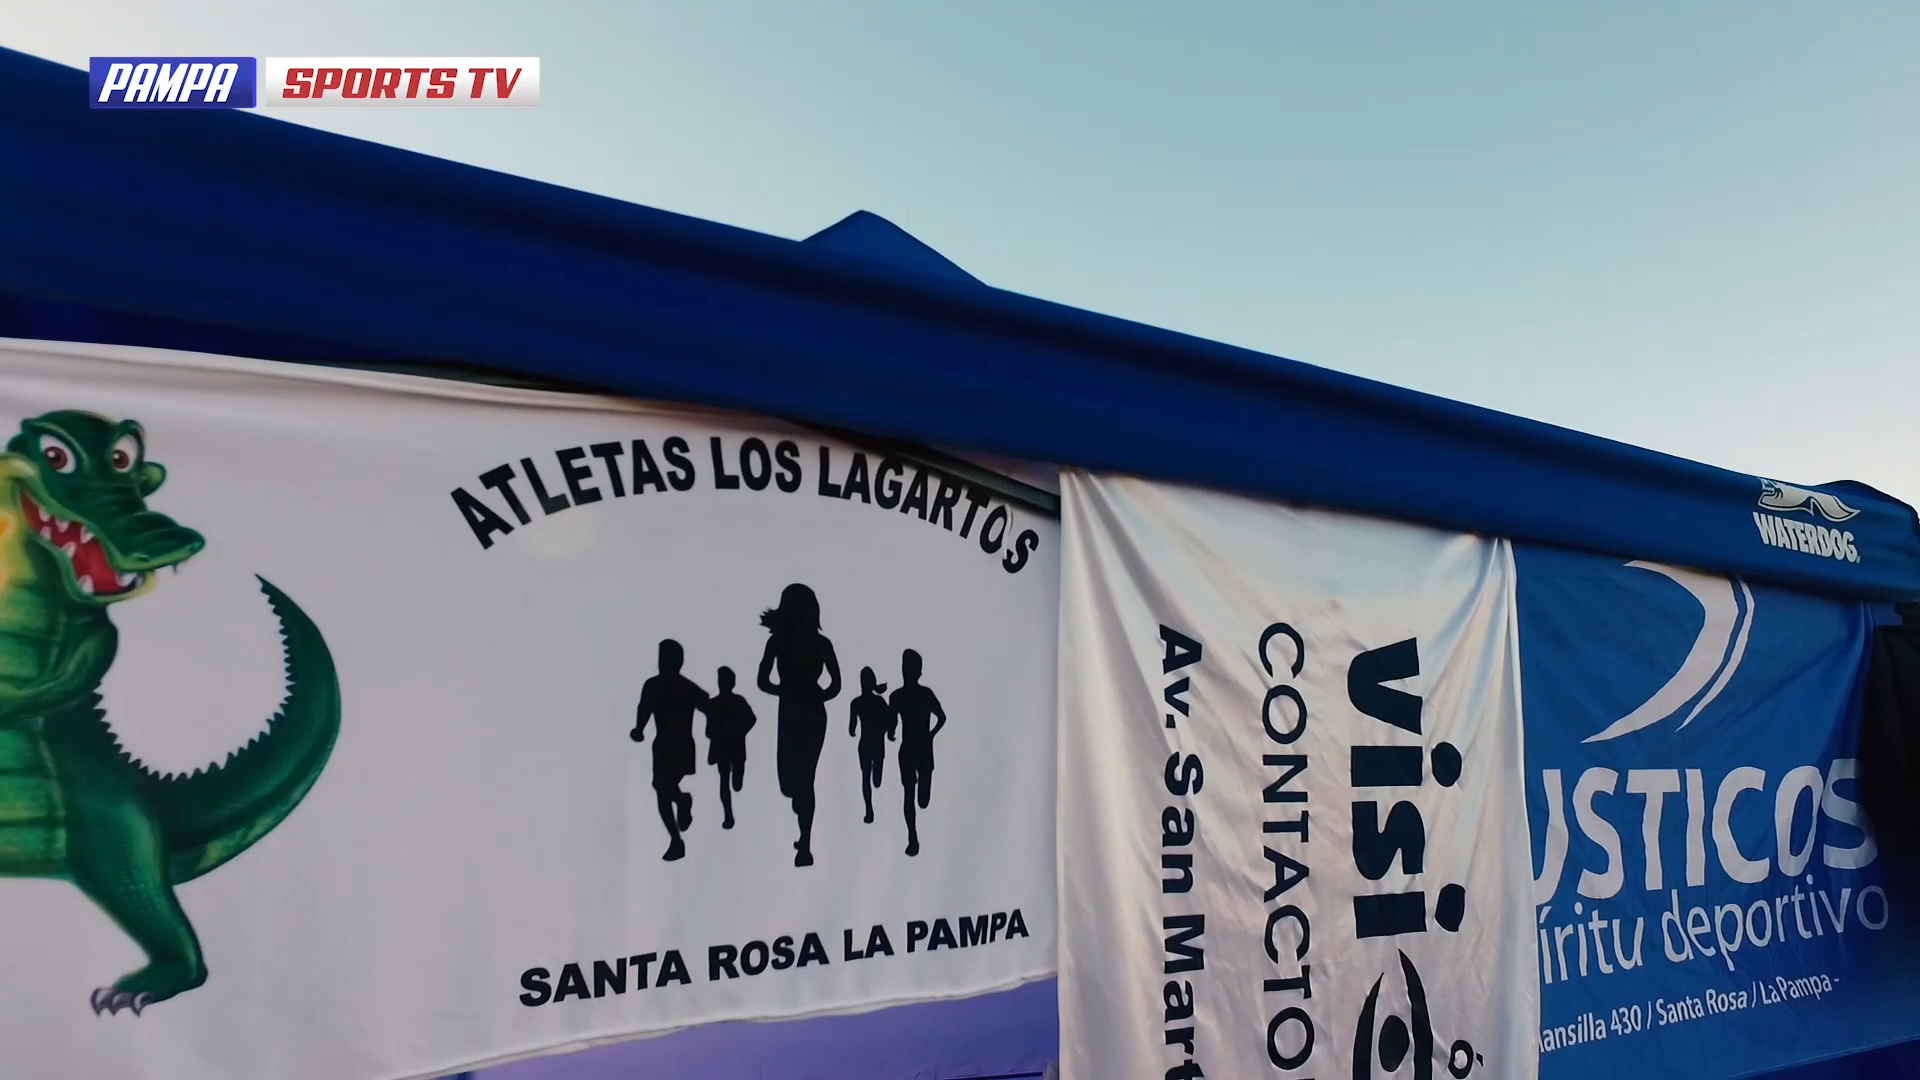 PAMPA SPORTS TV
ATLETAS LOS LAGARTOS
SANTA ROSA LA PAMPA
visi
CONTACTO
Av. San Mart
WATERDOG
USTICOS
íritu deportivo
ansilla 430 / Santa Rosa / La Pampa -